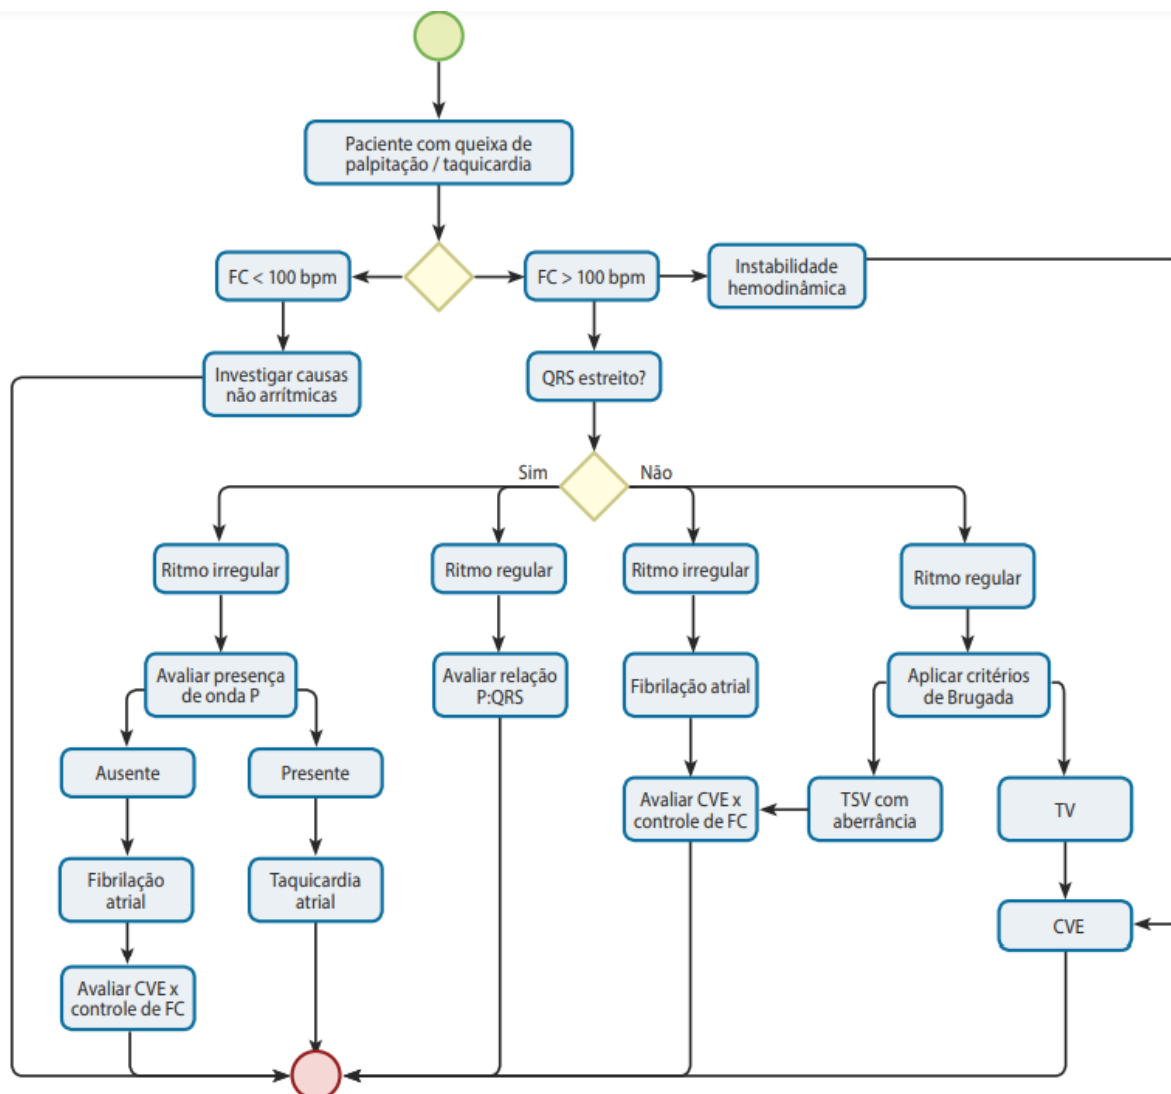 Paciente com queixa de
palpitação / taquicardia
FC < 100 bpm
FC > 100 bpm
Instabilidade
hemodinâmica
Investigar causas
não arrítmicas
QRS estreito?
Sim
Não
Ritmo irregular
Ritmo regular
Ritmo irregular
Ritmo regular
Avaliar presença
de onda P
Avaliar relação
P:QRS
Fibrilação atrial
Aplicar critérios
de Brugada
Ausente
Presente
Avaliar CVE x
controle de FC
TSV com
aberrância
TV
Fibrilação
atrial
Taquicardia
atrial
CVE
Avaliar CVE x
controle de FC